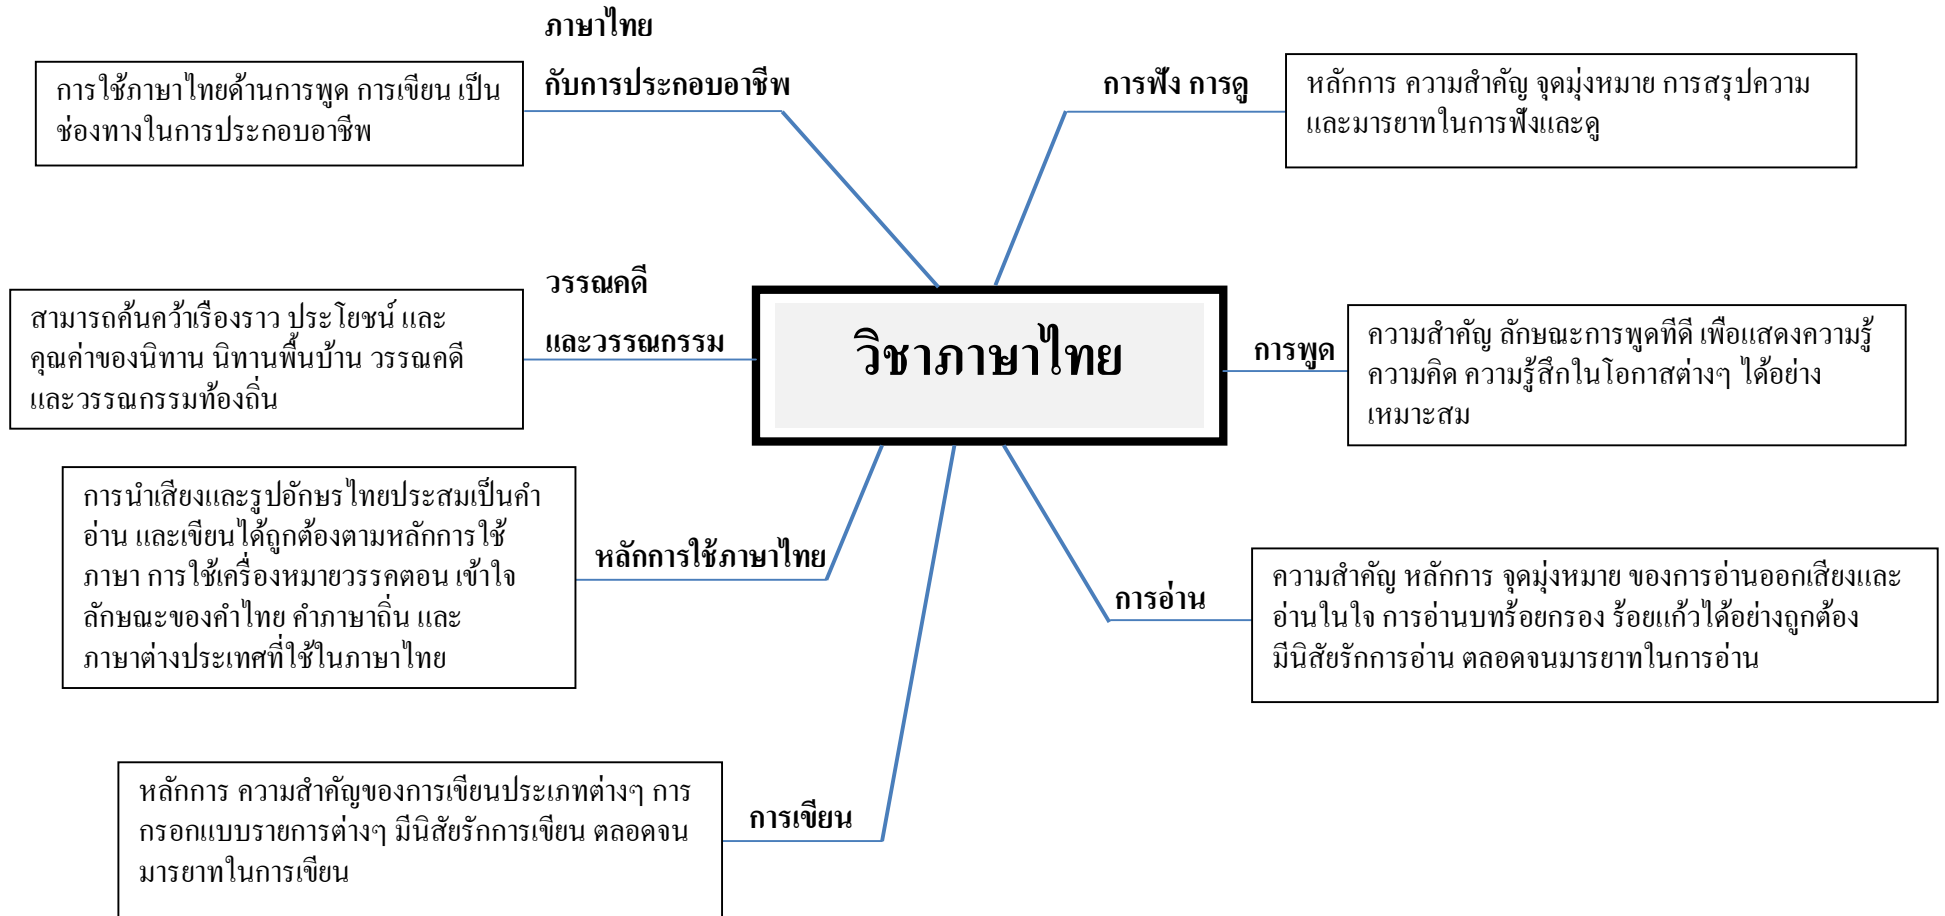 ภาษาไทย
กับการประกอบอาชีพ
การใช้ภาษาไทยด้านการพูด การเขียน เป็น
ช่องทางในการประกอบอาชีพ
การฟัง การดู
หลักการ ความสำคัญ จุดมุ่งหมาย การสรุปความ
และมารยาทในการฟังและดู
วรรณคดี
และวรรณกรรม
สามารถค้นคว้าเรื่องราว ประโยชน์ และ
คุณค่าของนิทาน นิทานพื้นบ้าน วรรณคดี
และวรรณกรรมท้องถิ่น
วิชาภาษาไทย
การพูด
ความสำคัญ ลักษณะการพูดที่ดี เพื่อแสดงความรู้
ความคิด ความรู้สึกในโอกาสต่างๆ ได้อย่าง
เหมาะสม
การนำเสียงและรูปอักษรไทยประสมเป็นคำ
อ่าน และเขียนได้ถูกต้องตามหลักการใช้
ภาษา การใช้เครื่องหมายวรรคตอน เข้าใจ
ลักษณะของคำไทย คำภาษาถิ่น และ
ภาษาต่างประเทศที่ใช้ในภาษาไทย
หลักการใช้ภาษาไทย
การอ่าน
ความสำคัญ หลักการ จุดมุ่งหมาย ของการอ่านออกเสียงและ
อ่านในใจ การอ่านบทร้อยกรอง ร้อยแก้วได้อย่างถูกต้อง
มีนิสัยรักการอ่าน ตลอดจนมารยาทในการอ่าน
หลักการ ความสำคัญของการเขียนประเภทต่างๆ การ
กรอกแบบรายการต่างๆ มีนิสัยรักการเขียน ตลอดจน
มารยาทในการเขียน
การเขียน